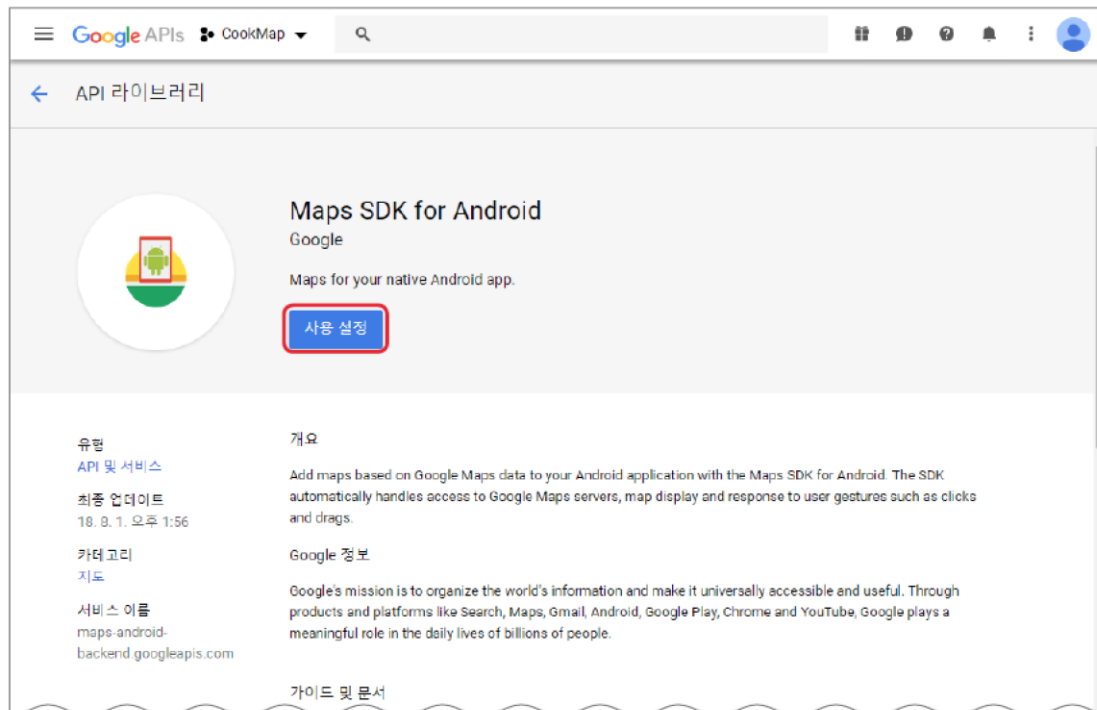 Google APIs CookMap
API 라이브러리
Maps SDK for Android
Google
Maps for your native Android app.
사용 설정
유형
API 및 서비스
최종 업데이트
18. 8. 1. 오후 1:56
카테고리
지도
서비스 이름
maps-android-
backend.googleapis.com
개요
Add maps based on Google Maps data to your Android application with the Maps SDK for Android. The SDK
automatically handles access to Google Maps servers, map display and response to user gestures such as clicks
and drags.
Google 정보
Google's mission is to organize the world's information and make it universally accessible and useful. Through
products and platforms like Search, Maps, Gmail, Android, Google Play, Chrome and YouTube, Google plays a
meaningful role in the daily lives of billions of people.
가이드 및 문서